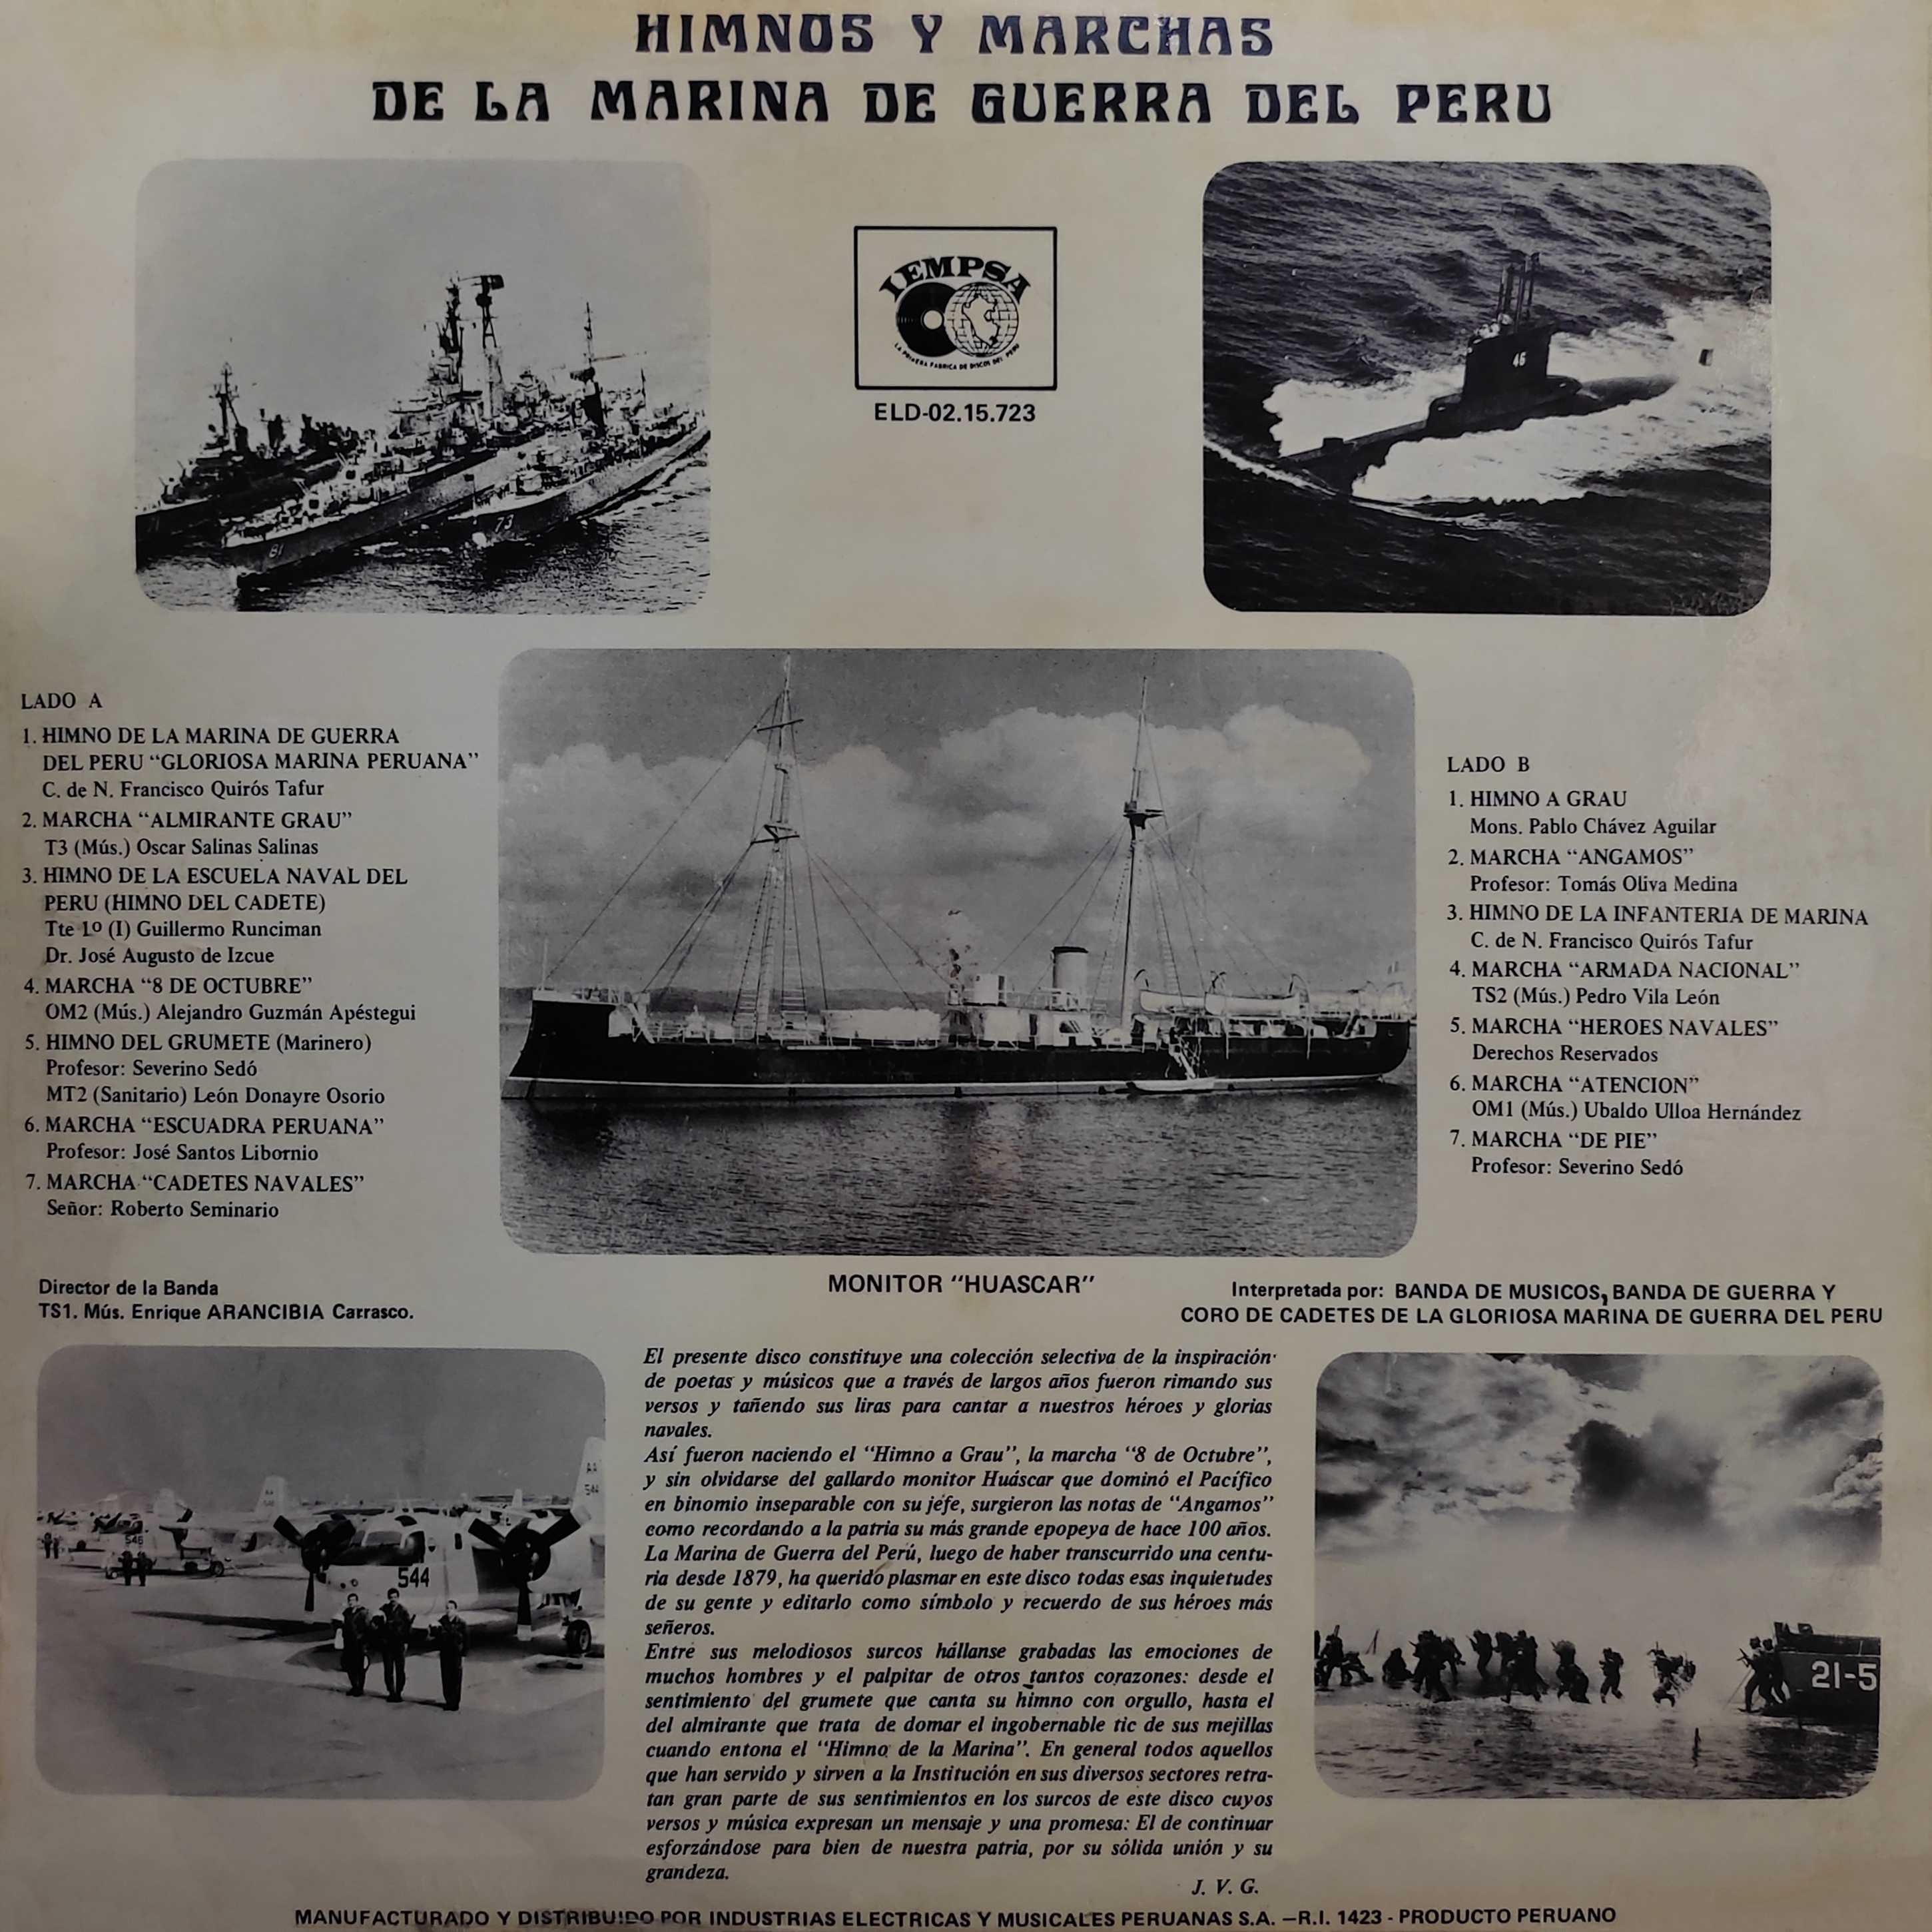 HIMNOS Y MARCHAS
DE LA MARINA DE GUERRA DEL PERU
IEMPSA
LA PRIMERA FABRICA DE DISCOS DEL PERU
ELD-02.15.723
81
73
46
LADO A
1. HIMNO DE LA MARINA DE GUERRA
DEL PERU “GLORIOSA MARINA PERUANA”
C. de N. Francisco Quirós Tafur
2. MARCHA “ALMIRANTE GRAU”
T3 (Mús.) Oscar Salinas Salinas
3. HIMNO DE LA ESCUELA NAVAL DEL
PERU (HIMNO DEL CADETE)
Tte 1º (I) Guillermo Runciman
Dr. José Augusto de Izcue
4. MARCHA “8 DE OCTUBRE”
OM2 (Mús.) Alejandro Guzmán Apéstegui
5. HIMNO DEL GRUMETE (Marinero)
Profesor: Severino Sedó
MT2 (Sanitario) León Donayre Osorio
6. MARCHA “ESCUADRA PERUANA”
Profesor: José Santos Libornio
7. MARCHA “CADETES NAVALES”
Señor: Roberto Seminario
LADO B
1. HIMNO A GRAU
Mons. Pablo Chávez Aguilar
2. MARCHA “ANGAMOS”
Profesor: Tomás Oliva Medina
3. HIMNO DE LA INFANTERIA DE MARINA
C. de N. Francisco Quirós Tafur
4. MARCHA “ARMADA NACIONAL”
TS2 (Mús.) Pedro Vila León
5. MARCHA “HEROES NAVALES”
Derechos Reservados
6. MARCHA “ATENCION”
OM1 (Mús.) Ubaldo Ulloa Hernández
7. MARCHA “DE PIE”
Profesor: Severino Sedó
Director de la Banda
TS1. Mús. Enrique ARANCIBIA Carrasco.
MONITOR “HUASCAR”
Interpretada por: BANDA DE MUSICOS, BANDA DE GUERRA Y
CORO DE CADETES DE LA GLORIOSA MARINA DE GUERRA DEL PERU
El presente disco constituye una colección selectiva de la inspiración
de poetas y músicos que a través de largos años fueron rimando sus
versos y tañendo sus liras para cantar a nuestros héroes y glorias
navales.
Así fueron naciendo el “Himno a Grau”, la marcha “8 de Octubre”,
y sin olvidarse del gallardo monitor Huáscar que dominó el Pacífico
en binomio inseparable con su jefe, surgieron las notas de “Angamos”
como recordando a la patria su más grande epopeya de hace 100 años.
La Marina de Guerra del Perú, luego de haber transcurrido una centu-
ria desde 1879, ha querido plasmar en este disco todas esas inquietudes
de su gente y editarlo como símbolo y recuerdo de sus héroes más
señeros.
Entre sus melodiosos surcos hállanse grabadas las emociones de
muchos hombres y el palpitar de otros tantos corazones: desde el
sentimiento del grumete que canta su himno con orgullo, hasta el
del almirante que trata de domar el ingobernable tic de sus mejillas
cuando entona el “Himno de la Marina”. En general todos aquellos
que han servido y sirven a la Institución en sus diversos sectores retra-
tan gran parte de sus sentimientos en los surcos de este disco cuyos
versos y música expresan un mensaje y una promesa: El de continuar
esforzándose para bien de nuestra patria, por su sólida unión y su
grandeza.
J. V. G.
AA
544
546
544
21-5
MANUFACTURADO Y DISTRIBUIDO POR INDUSTRIAS ELECTRICAS Y MUSICALES PERUANAS S.A. —R.I. 1423 - PRODUCTO PERUANO